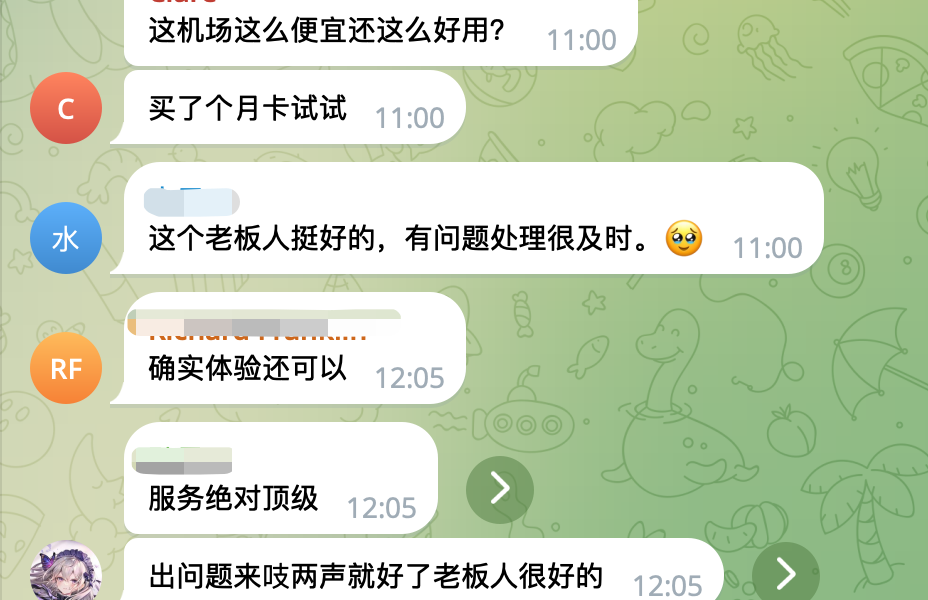 这机场这么便宜还这么好用？
11:00
C
买了个月卡试试
11:00
水
这个老板人挺好的，有问题处理很及时。🥹
11:00
RF
确实体验还可以
12:05
服务绝对顶级
12:05
出问题来吱两声就好了老板人很好的
12:05